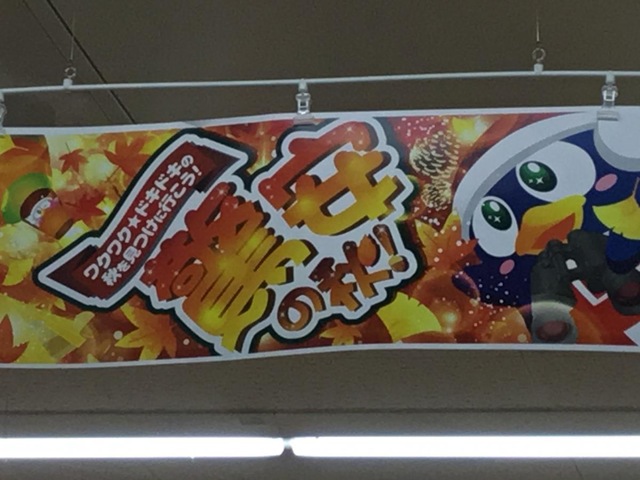 ワクワク★ドキドキの
秋を見つけに行こう!
驚安
の秋!